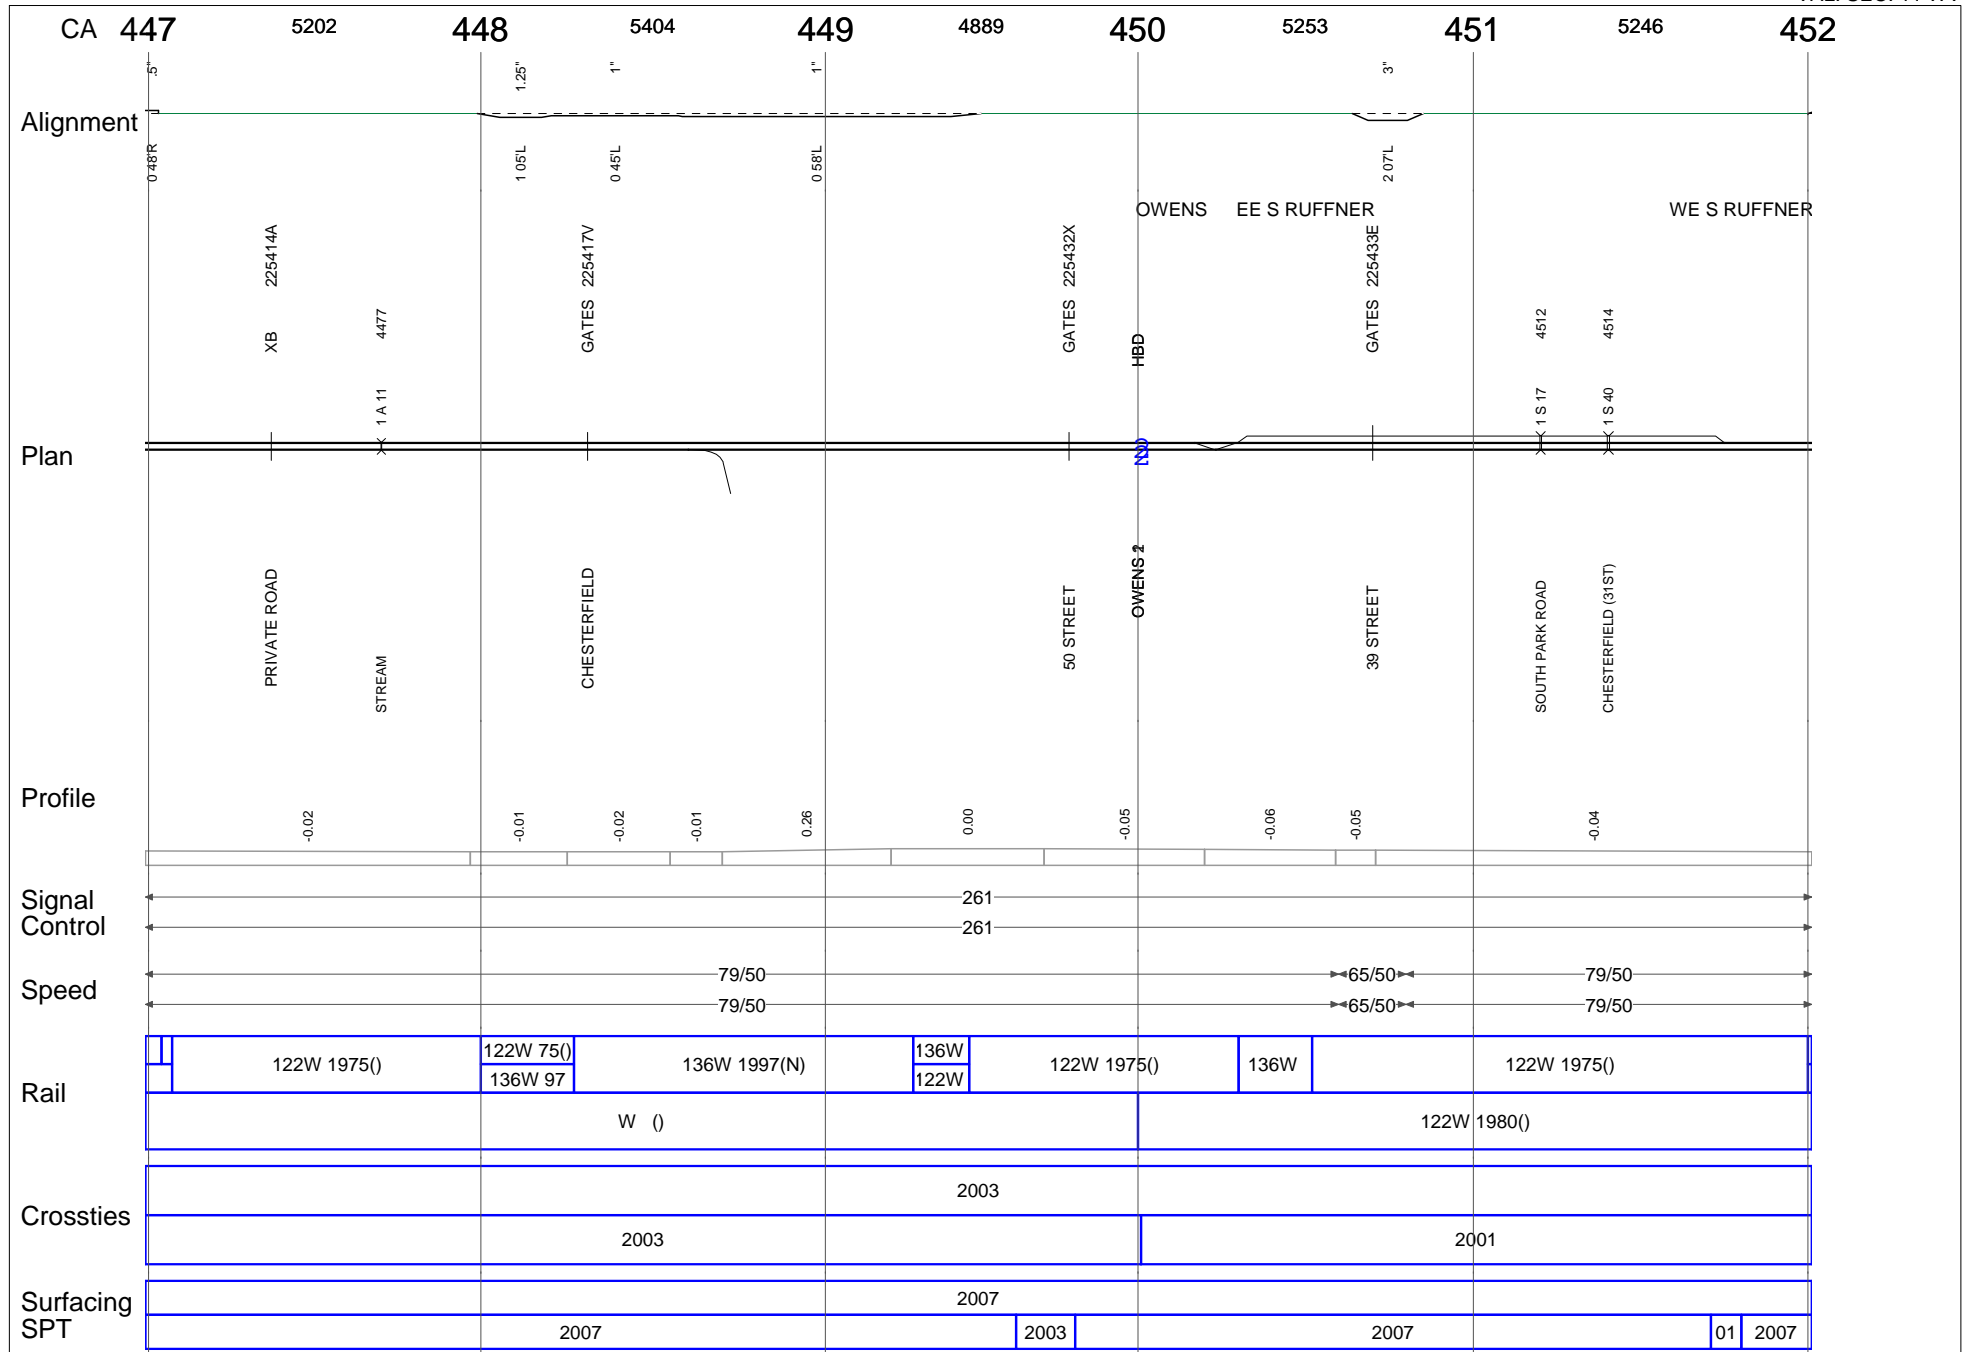 CA 447 5202 448 5404 449 4889 450 5253 451 5246 452
.5" 1.25" 1" 1" 3"
Alignment
0 48'R 1 05'L 0 45'L 0 58'L 2 07'L
OWENS EE S RUFFNER WE S RUFFNER
XB 225414A
1 A 11 4477
GATES 225417V
GATES 225432X
HBD
GATES 225433E
1 S 17 4512
1 S 40 4514
Plan
PRIVATE ROAD
STREAM
CHESTERFIELD
50 STREET
OWENS
39 STREET
SOUTH PARK ROAD
CHESTERFIELD (31ST)
Profile
-0.02 -0.01 -0.02 -0.01 0.26 0.00 -0.05 -0.06 -0.05 -0.04
Signal
261
Control
261
Speed
79/50 65/50 79/50
79/50 65/50 79/50
Rail
122W 1975() 122W 75() 136W 1997(N) 136W 122W 1975() 136W 122W 1975()
136W 97 122W
W () 122W 1980()
Crossties
2003
2003 2001
Surfacing
2007
SPT
2007 2003 2007 01 2007